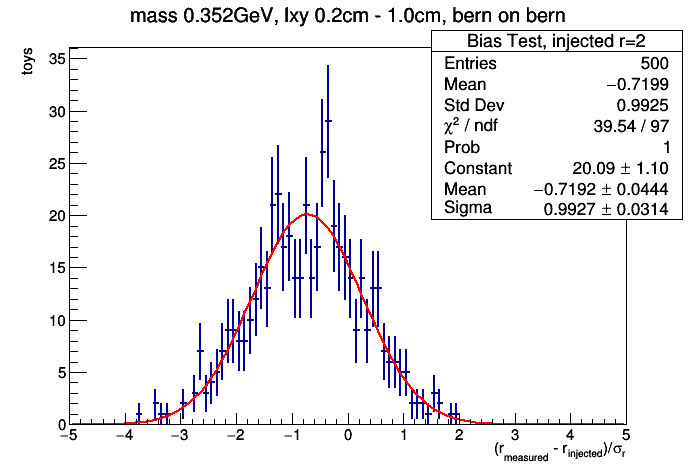 mass 0.352GeV, lxy 0.2cm - 1.0cm, bern on bern
toys
Bias Test, injected r=2
Entries 500
Mean −0.7199
Std Dev 0.9925
χ² / ndf 39.54 / 97
Prob 1
Constant 20.09 ± 1.10
Mean −0.7192 ± 0.0444
Sigma 0.9927 ± 0.0314
35
30
25
20
15
10
5
0
−5 −4 −3 −2 −1 0 1 2 3 4 5
(r_measured - r_injected)/σ_r